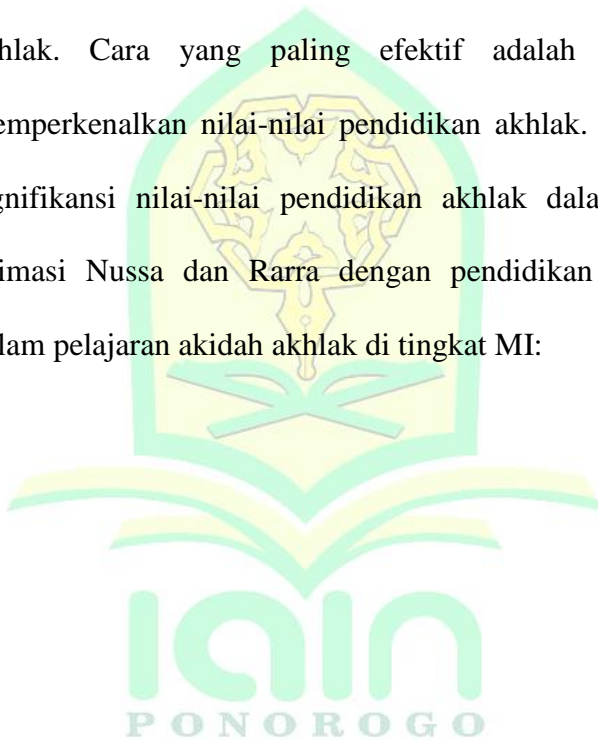 hlak. Cara yang paling efektif adalah
emperkenalkan nilai-nilai pendidikan akhlak.
gnifikansi nilai-nilai pendidikan akhlak dala
imasi Nussa dan Rarra dengan pendidikan
lam pelajaran akidah akhlak di tingkat MI:
iain
PONOROGO